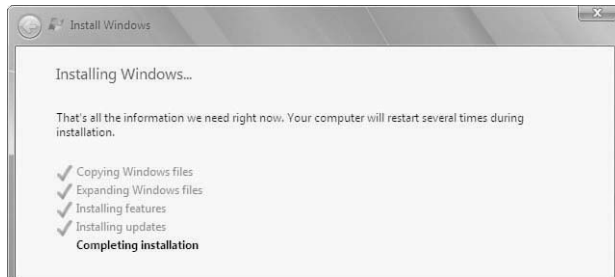 Install Windows
Installing Windows...
That's all the information we need right now. Your computer will restart several times during
installation.
Copying Windows files
Expanding Windows files
Installing features
Installing updates
Completing installation